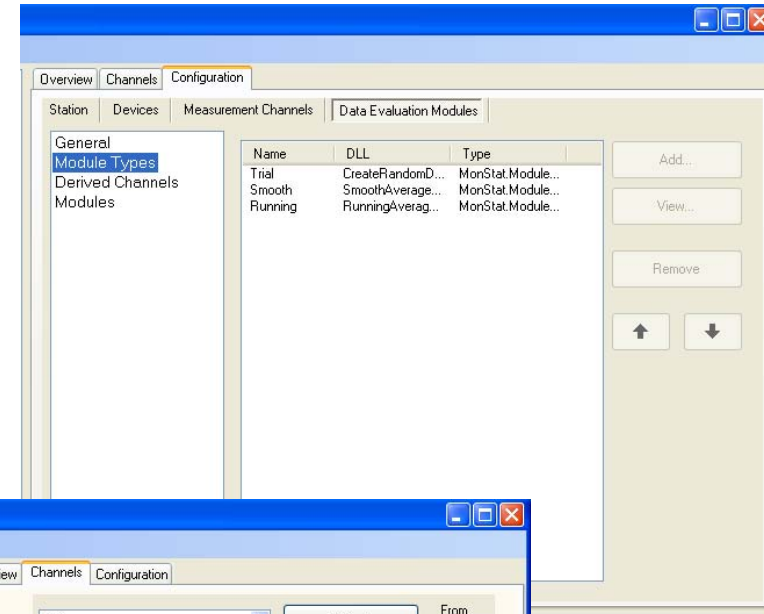 Overview Channels Configuration
Station Devices Measurement Channels Data Evaluation Modules
General
Module Types
Derived Channels
Modules
Name DLL Type
Trial CreateRandomD... MonStat.Module...
Smooth SmoothAverage... MonStat.Module...
Running RunningAverag... MonStat.Module...
Add...
View...
Remove
Channels Configuration
From